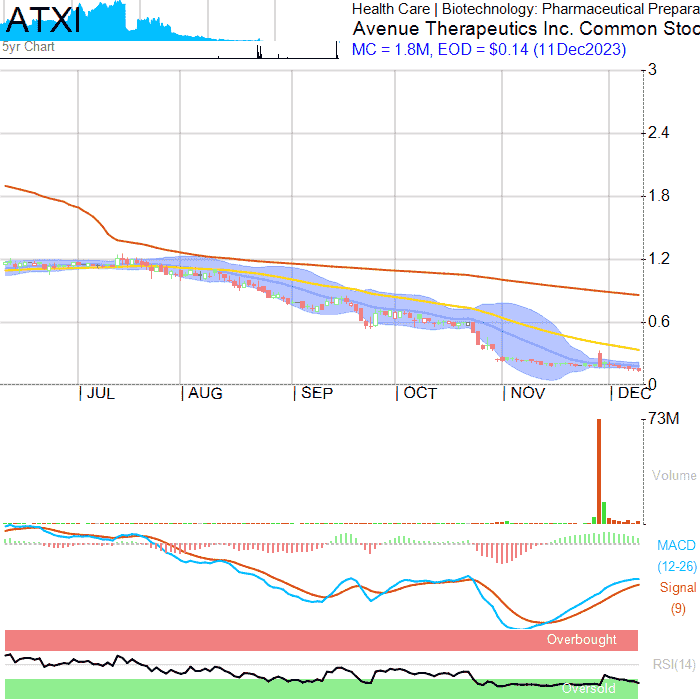 ATXI
5yr Chart
Health Care | Biotechnology: Pharmaceutical Prepara
Avenue Therapeutics Inc. Common Stoc
MC = 1.8M, EOD = $0.14 (11Dec2023)
3
2.4
1.8
1.2
0.6
0
| JUL | AUG | SEP | OCT | NOV | DEC
73M
Volume
MACD
(12-26)
Signal
(9)
Overbought
RSI(14)
Oversold